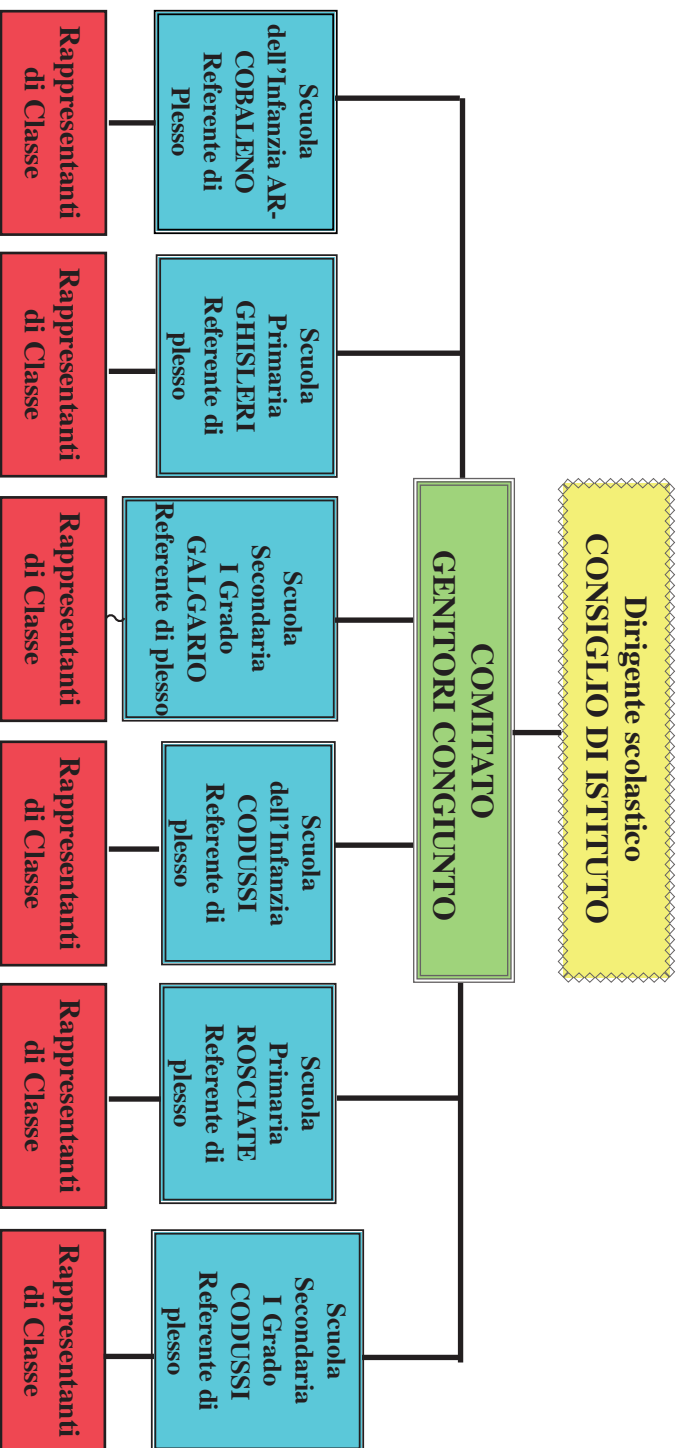 Dirigente scolastico
CONSIGLIO DI ISTITUTO
COMITATO
GENITORI CONGIUNTO
Scuola
dell'Infanzia AR-
COBALENO
Referente di
Plesso
Scuola
Primaria
GHISLERI
Referente di
plesso
Scuola
Secondaria
I Grado
GALGARIO
Referente di plesso
Scuola
dell'Infanzia
CODUSSI
Referente di
plesso
Scuola
Primaria
ROSCIATE
Referente di
plesso
Scuola
Secondaria
I Grado
CODUSSI
Referente di
plesso
Rappresentanti
di Classe
Rappresentanti
di Classe
Rappresentanti
di Classe
Rappresentanti
di Classe
Rappresentanti
di Classe
Rappresentanti
di Classe